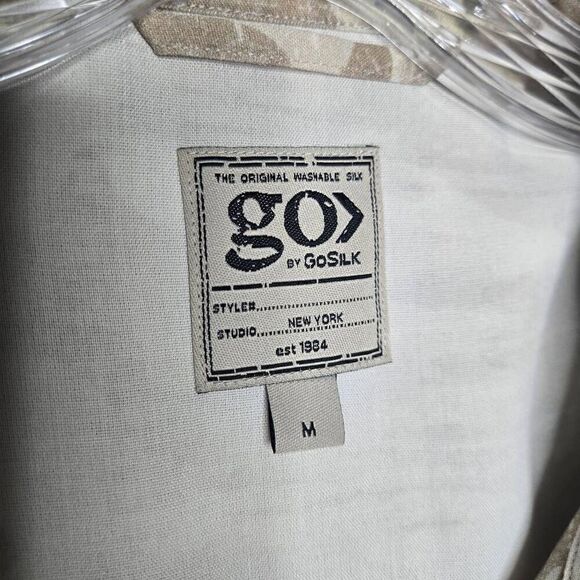 THE ORIGINAL WASHABLE SILK
go>
BY GOSILK
STYLE#..................
STUDIO....NEW YORK........
est 1984
M